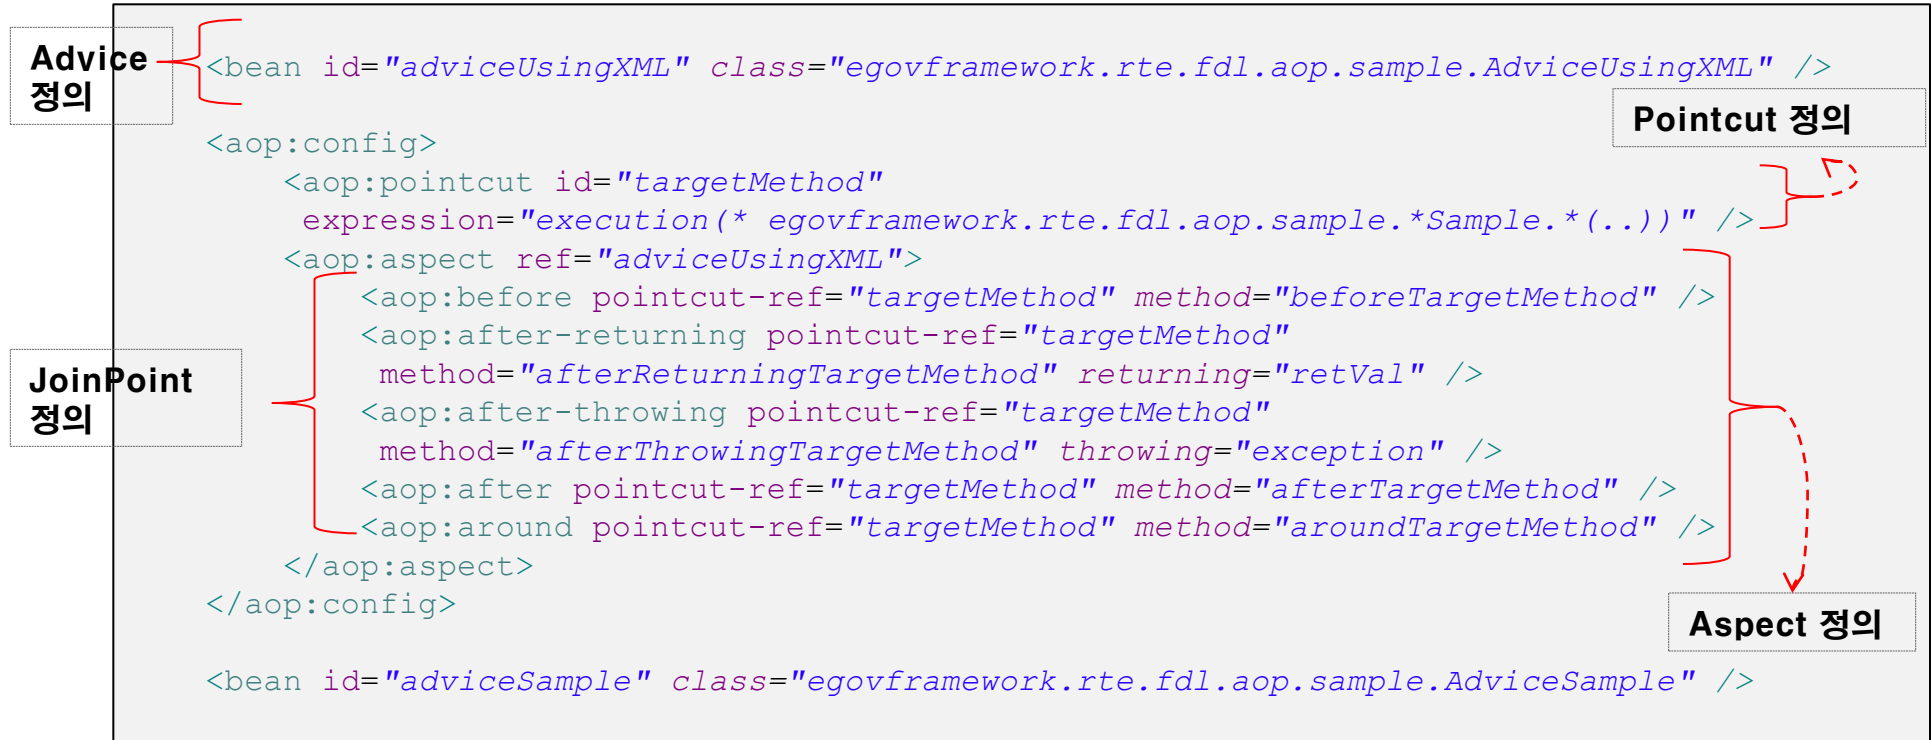 Advice
정의
<bean id="adviceUsingXML" class="egovframework.rte.fdl.aop.sample.AdviceUsingXML" />
Pointcut 정의
<aop:config>
<aop:pointcut id="targetMethod"
expression="execution(* egovframework.rte.fdl.aop.sample.*Sample.*(..))" />
<aop:aspect ref="adviceUsingXML">
<aop:before pointcut-ref="targetMethod" method="beforeTargetMethod" />
<aop:after-returning pointcut-ref="targetMethod"
method="afterReturningTargetMethod" returning="retVal" />
JoinPoint
정의
<aop:after-throwing pointcut-ref="targetMethod"
method="afterThrowingTargetMethod" throwing="exception" />
<aop:after pointcut-ref="targetMethod" method="afterTargetMethod" />
<aop:around pointcut-ref="targetMethod" method="aroundTargetMethod" />
</aop:aspect>
</aop:config>
Aspect 정의
<bean id="adviceSample" class="egovframework.rte.fdl.aop.sample.AdviceSample" />